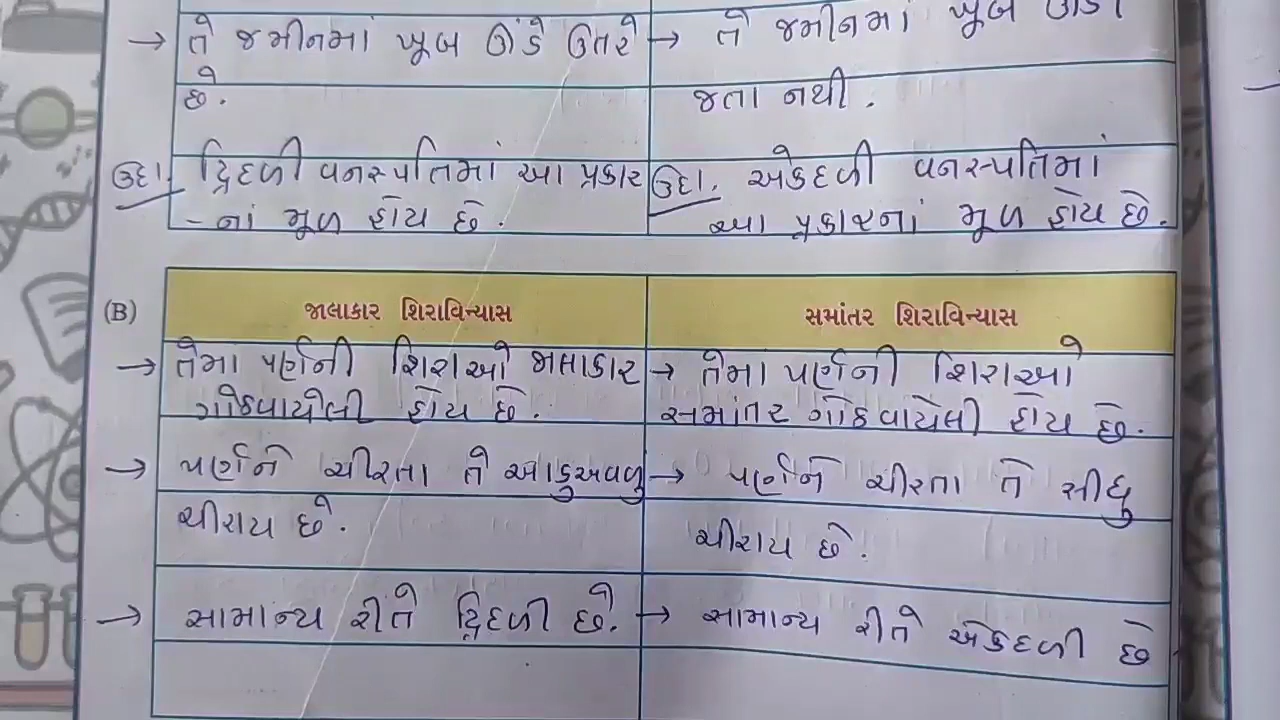 → તે જમીનમાં ખૂબ ઊંડે ઉતરે
છે.
→ તે જમીનમાં ખૂબ ઊંડા
જતા નથી.
ઉદા. દ્વિદળી વનસ્પતિમાં આ પ્રકાર
-નાં મૂળ હોય છે.
ઉદા. એકદળી વનસ્પતિમાં
આ પ્રકારનાં મૂળ હોય છે.
(B) જાલાકાર શિરાવિન્યાસ
સમાંતર શિરાવિન્યાસ
→ તેમા પર્ણની શિરાઓ જાલાકાર
ગોઠવાયેલી હોય છે.
→ તેમા પર્ણની શિરાઓ
સમાંતર ગોઠવાયેલી હોય છે.
→ પર્ણને ચીરતા તે આડુઅવળુ
ચીરાય છે.
→ પર્ણને ચીરતા તે સીધુ
ચીરાય છે.
→ સામાન્ય રીતે દ્વિદળી છે.
→ સામાન્ય રીતે એકદળી છે